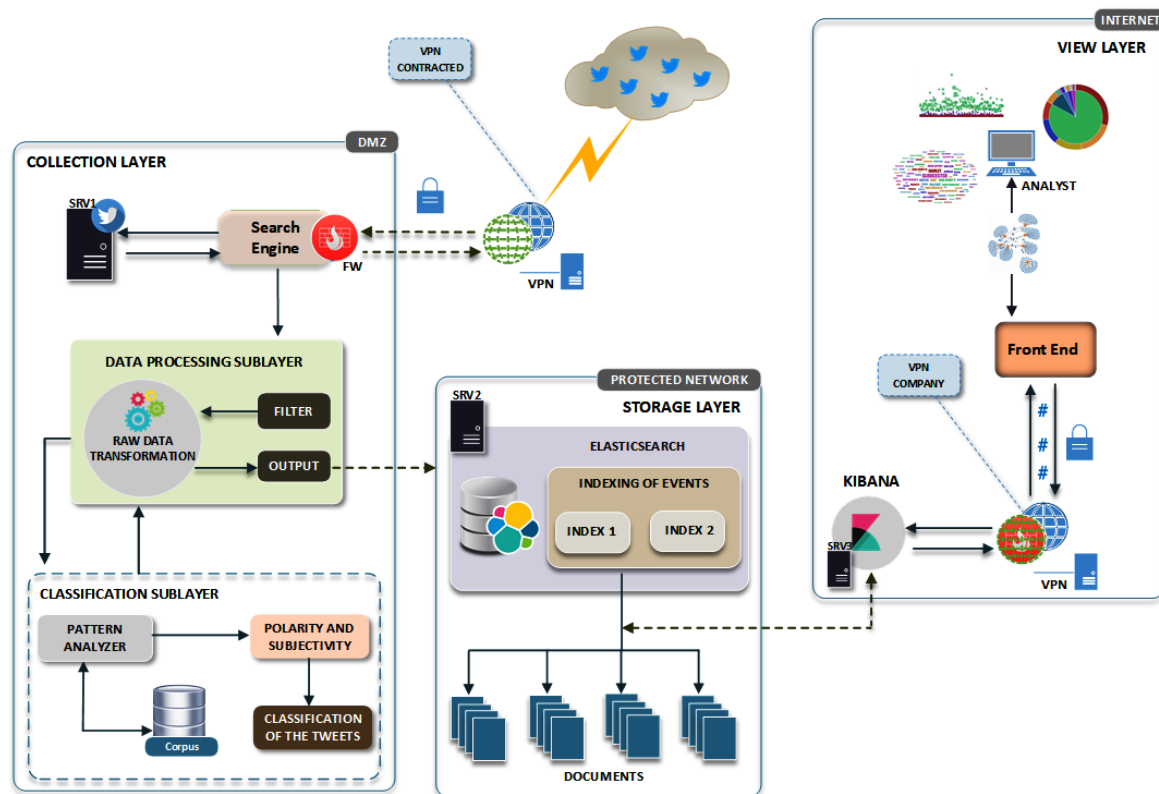 INTERNET
VIEW LAYER
VPN
CONTRACTED
DMZ
COLLECTION LAYER
ANALYST
SRV1
Search
Engine
FW
VPN
DATA PROCESSING SUBLAYER
FILTER
RAW DATA
TRANSFORMATION
OUTPUT
Front End
VPN
COMPANY
#
#
#
PROTECTED NETWORK
SRV2
STORAGE LAYER
ELASTICSEARCH
INDEXING OF EVENTS
INDEX 1
INDEX 2
KIBANA
SRV3
VPN
CLASSIFICATION SUBLAYER
PATTERN
ANALYZER
POLARITY AND
SUBJECTIVITY
Corpus
CLASSIFICATION
OF THE TWEETS
DOCUMENTS